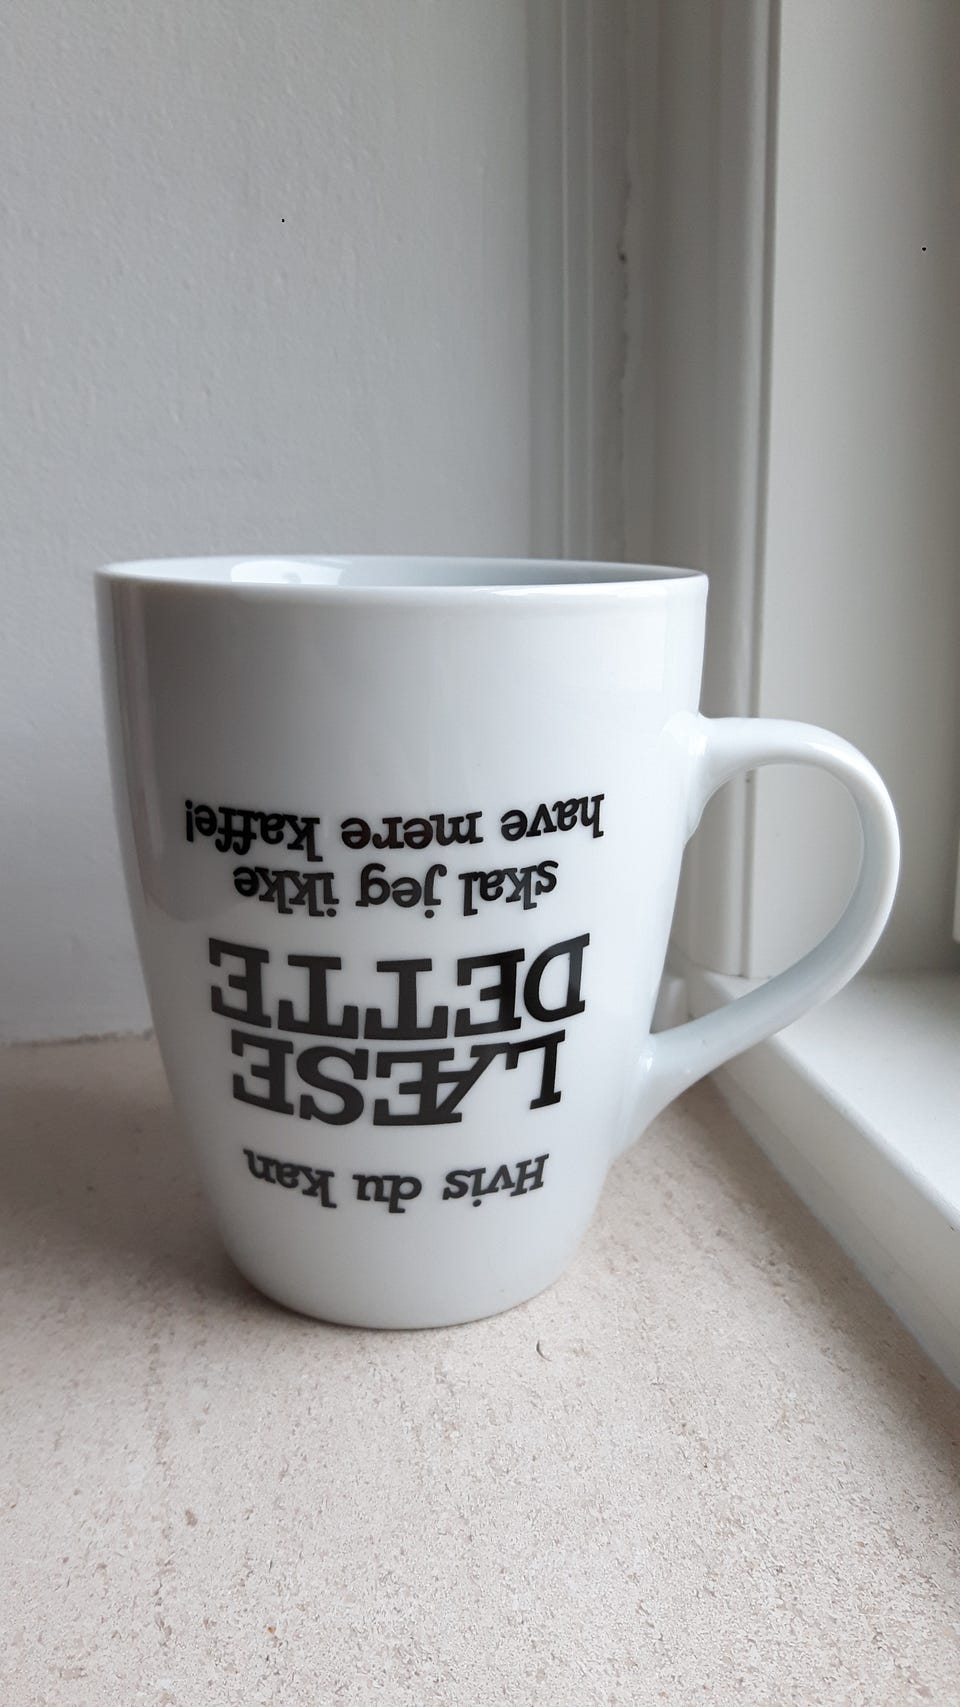 Hvis du kan
LÆSE
DETTE
skal jeg ikke
have mere kaffe!